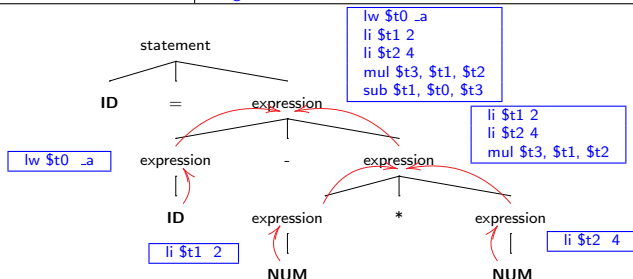 lw $t0 _a
li $t1 2
li $t2 4
mul $t3, $t1, $t2
sub $t1, $t0, $t3
statement
ID = expression
li $t1 2
li $t2 4
mul $t3, $t1, $t2
lw $t0 _a
expression - expression
ID expression * expression
li $t1 2
li $t2 4
NUM NUM